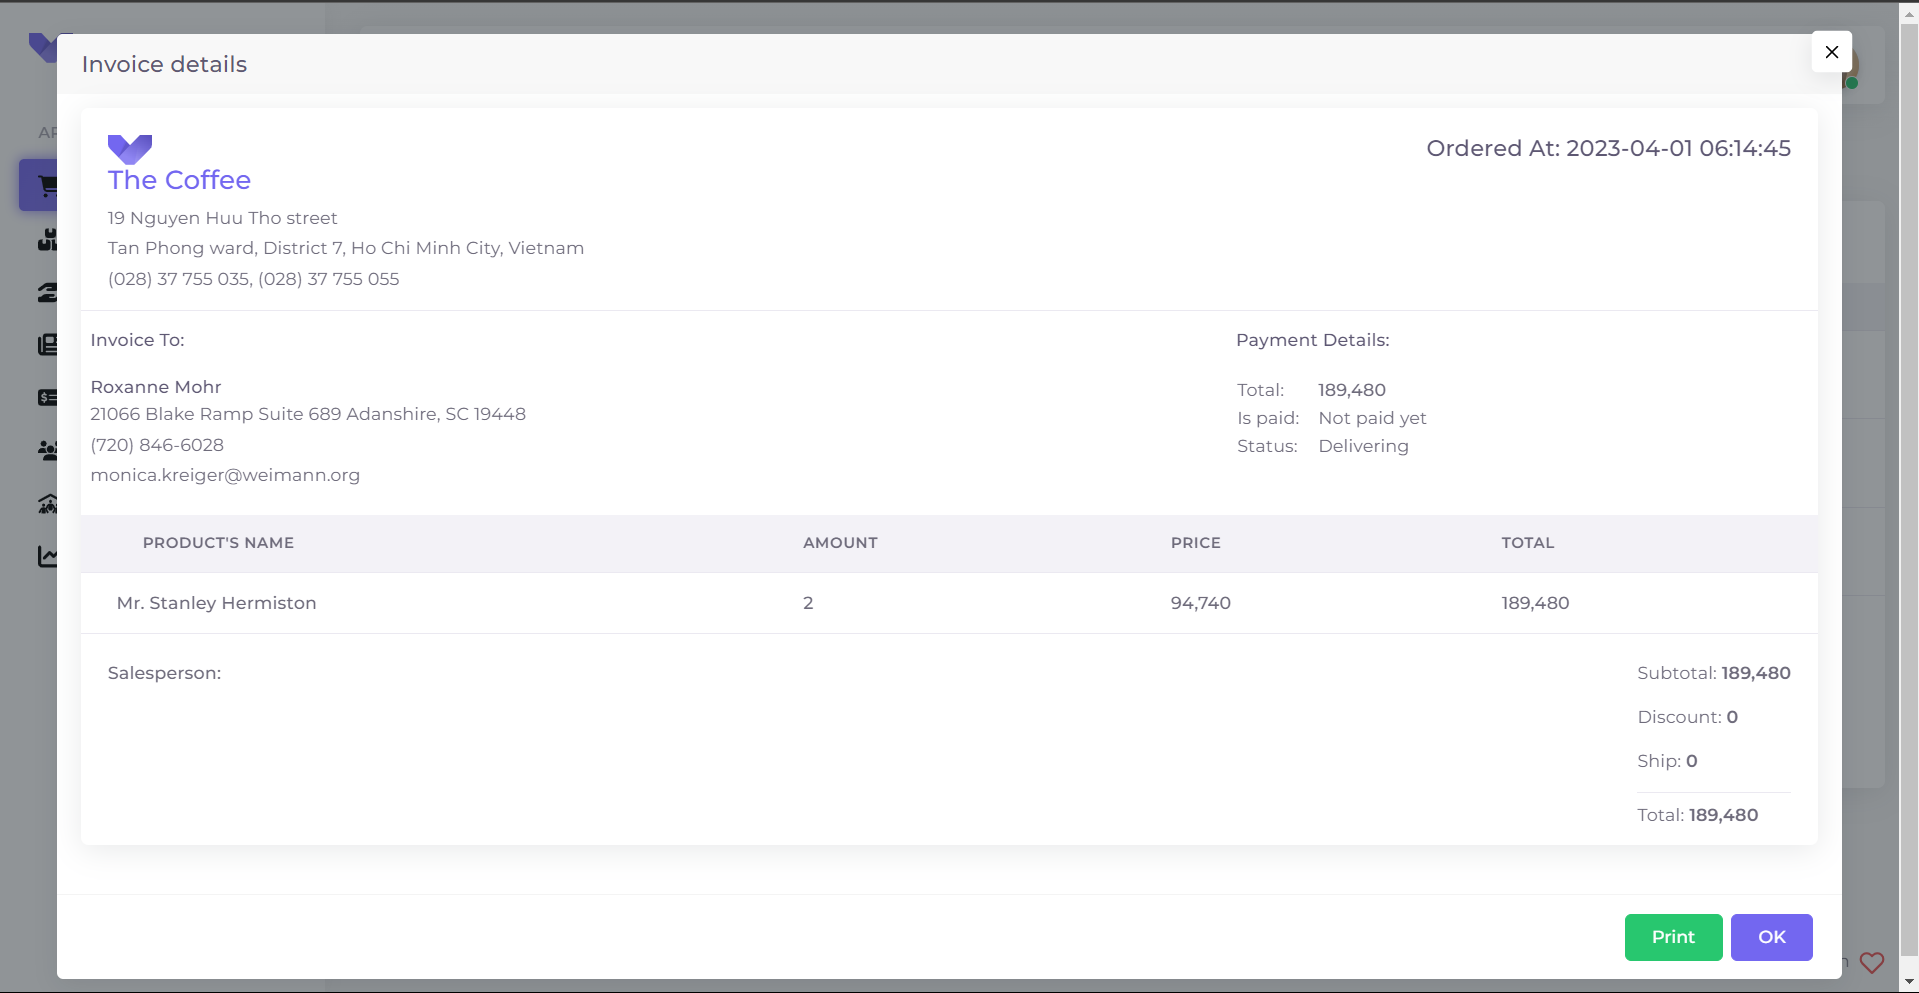 Invoice details
The Coffee
Ordered At: 2023-04-01 06:14:45
19 Nguyen Huu Tho street
Tan Phong ward, District 7, Ho Chi Minh City, Vietnam
(028) 37 755 035, (028) 37 755 055
Invoice To:
Roxanne Mohr
21066 Blake Ramp Suite 689 Adanshire, SC 19448
(720) 846-6028
monica.kreiger@weimann.org
Payment Details:
Total: 189,480
Is paid: Not paid yet
Status: Delivering
PRODUCT'S NAME AMOUNT PRICE TOTAL
Mr. Stanley Hermiston 2 94,740 189,480
Salesperson:
Subtotal: 189,480
Discount: 0
Ship: 0
Total: 189,480
Print OK